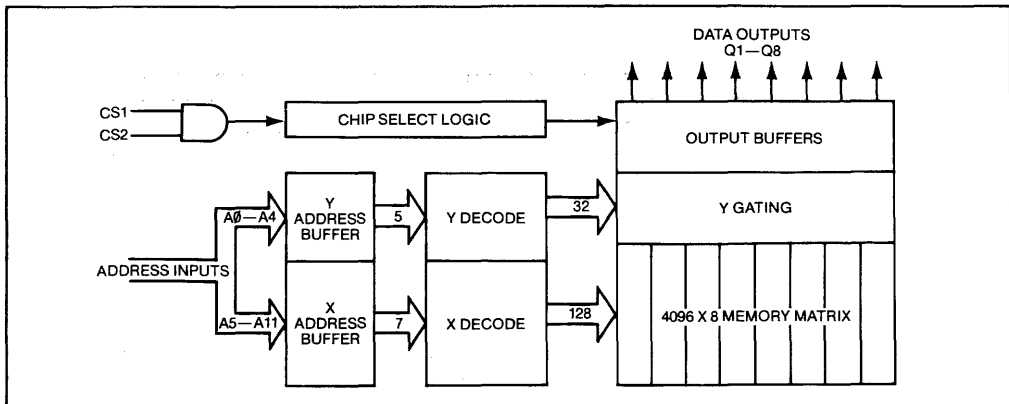 DATA OUTPUTS
Q1—Q8
CS1
CS2
CHIP SELECT LOGIC
OUTPUT BUFFERS
AØ—A4
Y
ADDRESS
BUFFER
5
Y DECODE
32
Y GATING
ADDRESS INPUTS
A5—A11
X
ADDRESS
BUFFER
7
X DECODE
128
4096 X 8 MEMORY MATRIX